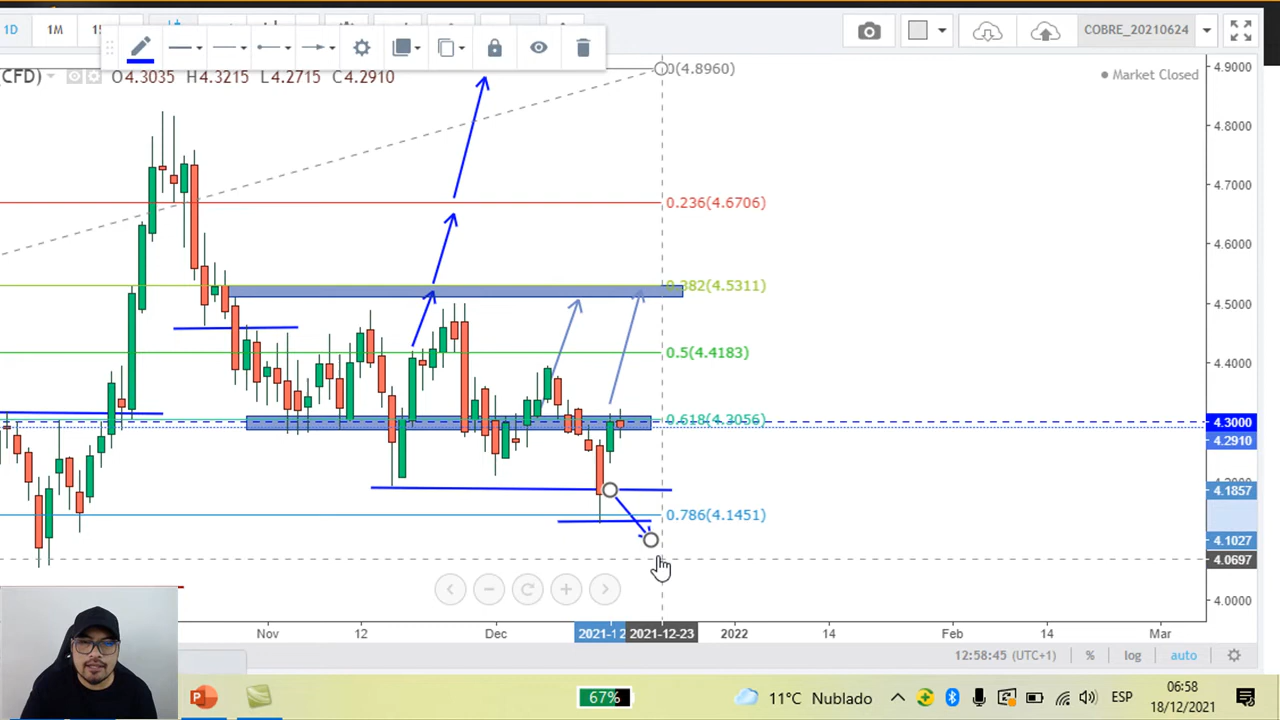 1D
1M
COBRE_20210624
CFD) O4.3035 H4.3215 L4.2715 C4.2910
Market Closed
0(4.8960)
0.236(4.6706)
0.382(4.5311)
0.5(4.4183)
0.618(4.3056)
0.786(4.1451)
4.9000
4.8000
4.7000
4.6000
4.5000
4.4000
4.3000
4.2910
4.1857
4.1027
4.0697
4.0000
Nov
12
Dec
2021-12
2021-12-23
2022
14
Feb
14
Mar
12:58:45 (UTC+1)
%
log
auto
67%
11°C Nublado
ESP
06:58
18/12/2021